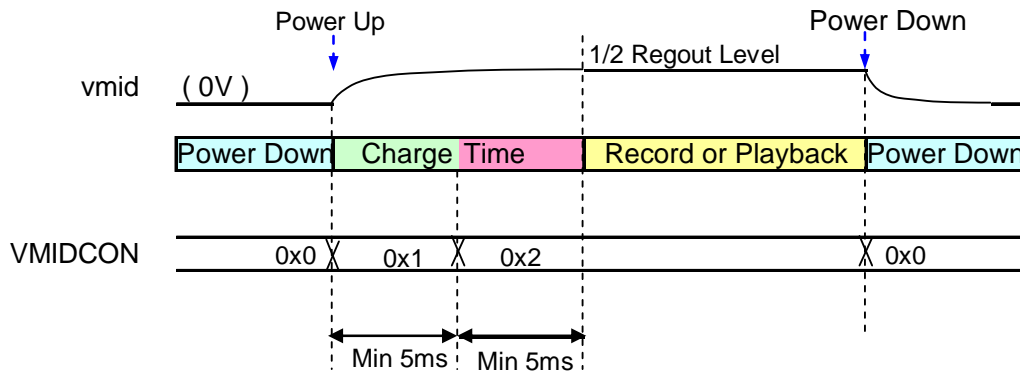 Power Up
Power Down
1/2 Regout Level
vmid
( 0V )
Power Down
Charge Time
Record or Playback
Power Down
VMIDCON
0x0
0x1
0x2
0x0
Min 5ms
Min 5ms